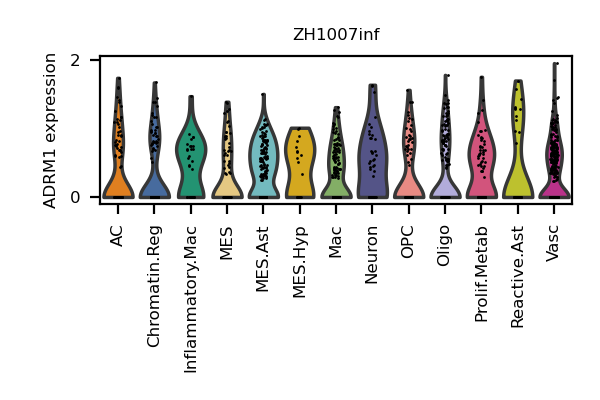 ZH1007inf
ADRM1 expression
2
0
AC
Chromatin.Reg
Inflammatory.Mac
MES
MES.Ast
MES.Hyp
Mac
Neuron
OPC
Oligo
Prolif.Metab
Reactive.Ast
Vasc